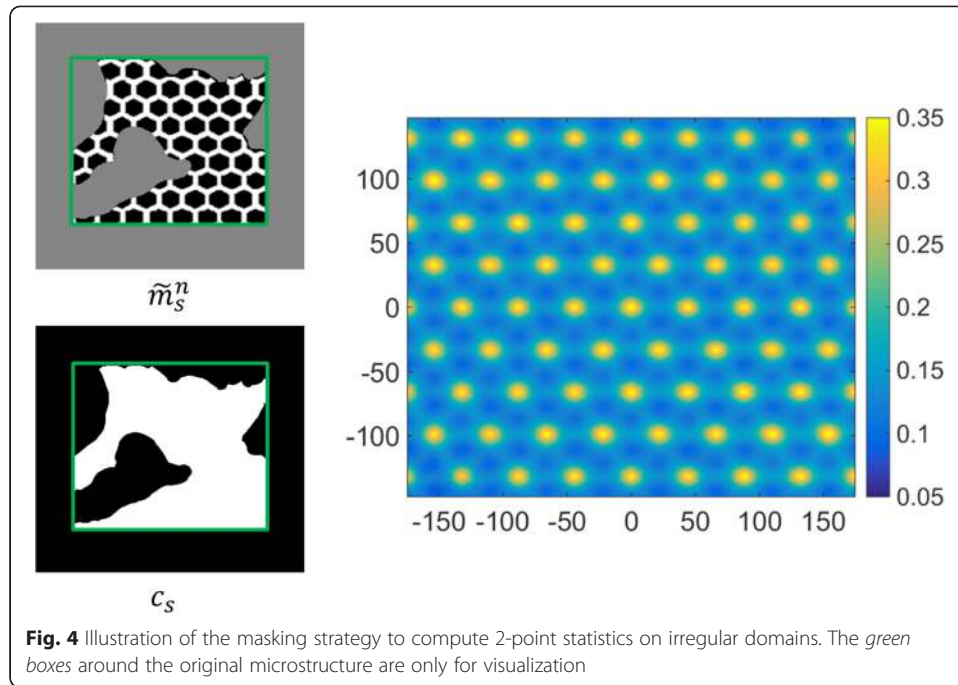 m̃ₛⁿ
cₛ
100
50
0
-50
-100
-150 -100 -50 0 50 100 150
0.35
0.3
0.25
0.2
0.15
0.1
0.05
Fig. 4 Illustration of the masking strategy to compute 2-point statistics on irregular domains. The green
boxes around the original microstructure are only for visualization